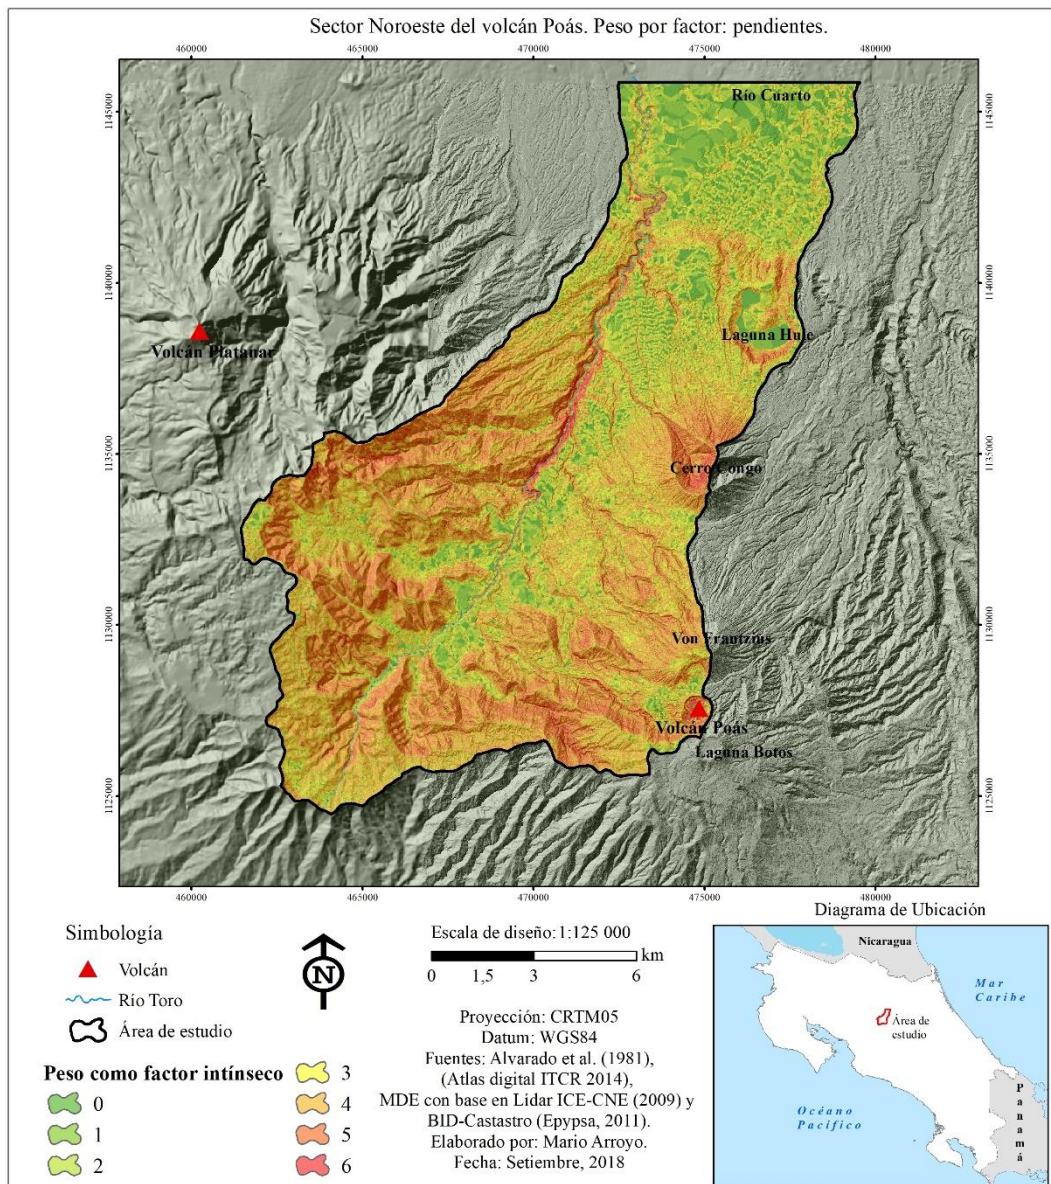 Sector Noroeste del volcán Poás. Peso por factor: pendientes.
460000 465000 470000 475000 480000
1145000 1145000
Río Cuarto
1140000 1140000
Laguna Hule
Volcán Platanar
1135000 1135000
Cerro Congo
1130000 1130000
Von Frantzius
Volcán Poás
Laguna Botos
1125000 1125000
460000 465000 470000 475000 480000
Simbología
Volcán
Río Toro
Área de estudio
Peso como factor intínseco
0
1
2
3
4
5
6
N
Escala de diseño:1:125 000
km
0 1,5 3 6
Proyección: CRTM05
Datum: WGS84
Fuentes: Alvarado et al. (1981),
(Atlas digital ITCR 2014),
MDE con base en Lidar ICE-CNE (2009) y
BID-Castastro (Epypsa, 2011).
Elaborado por: Mario Arroyo.
Fecha: Setiembre, 2018
Diagrama de Ubicación
Nicaragua
Mar
Caribe
Área de
estudio
Océano
Pacífico
Panamá